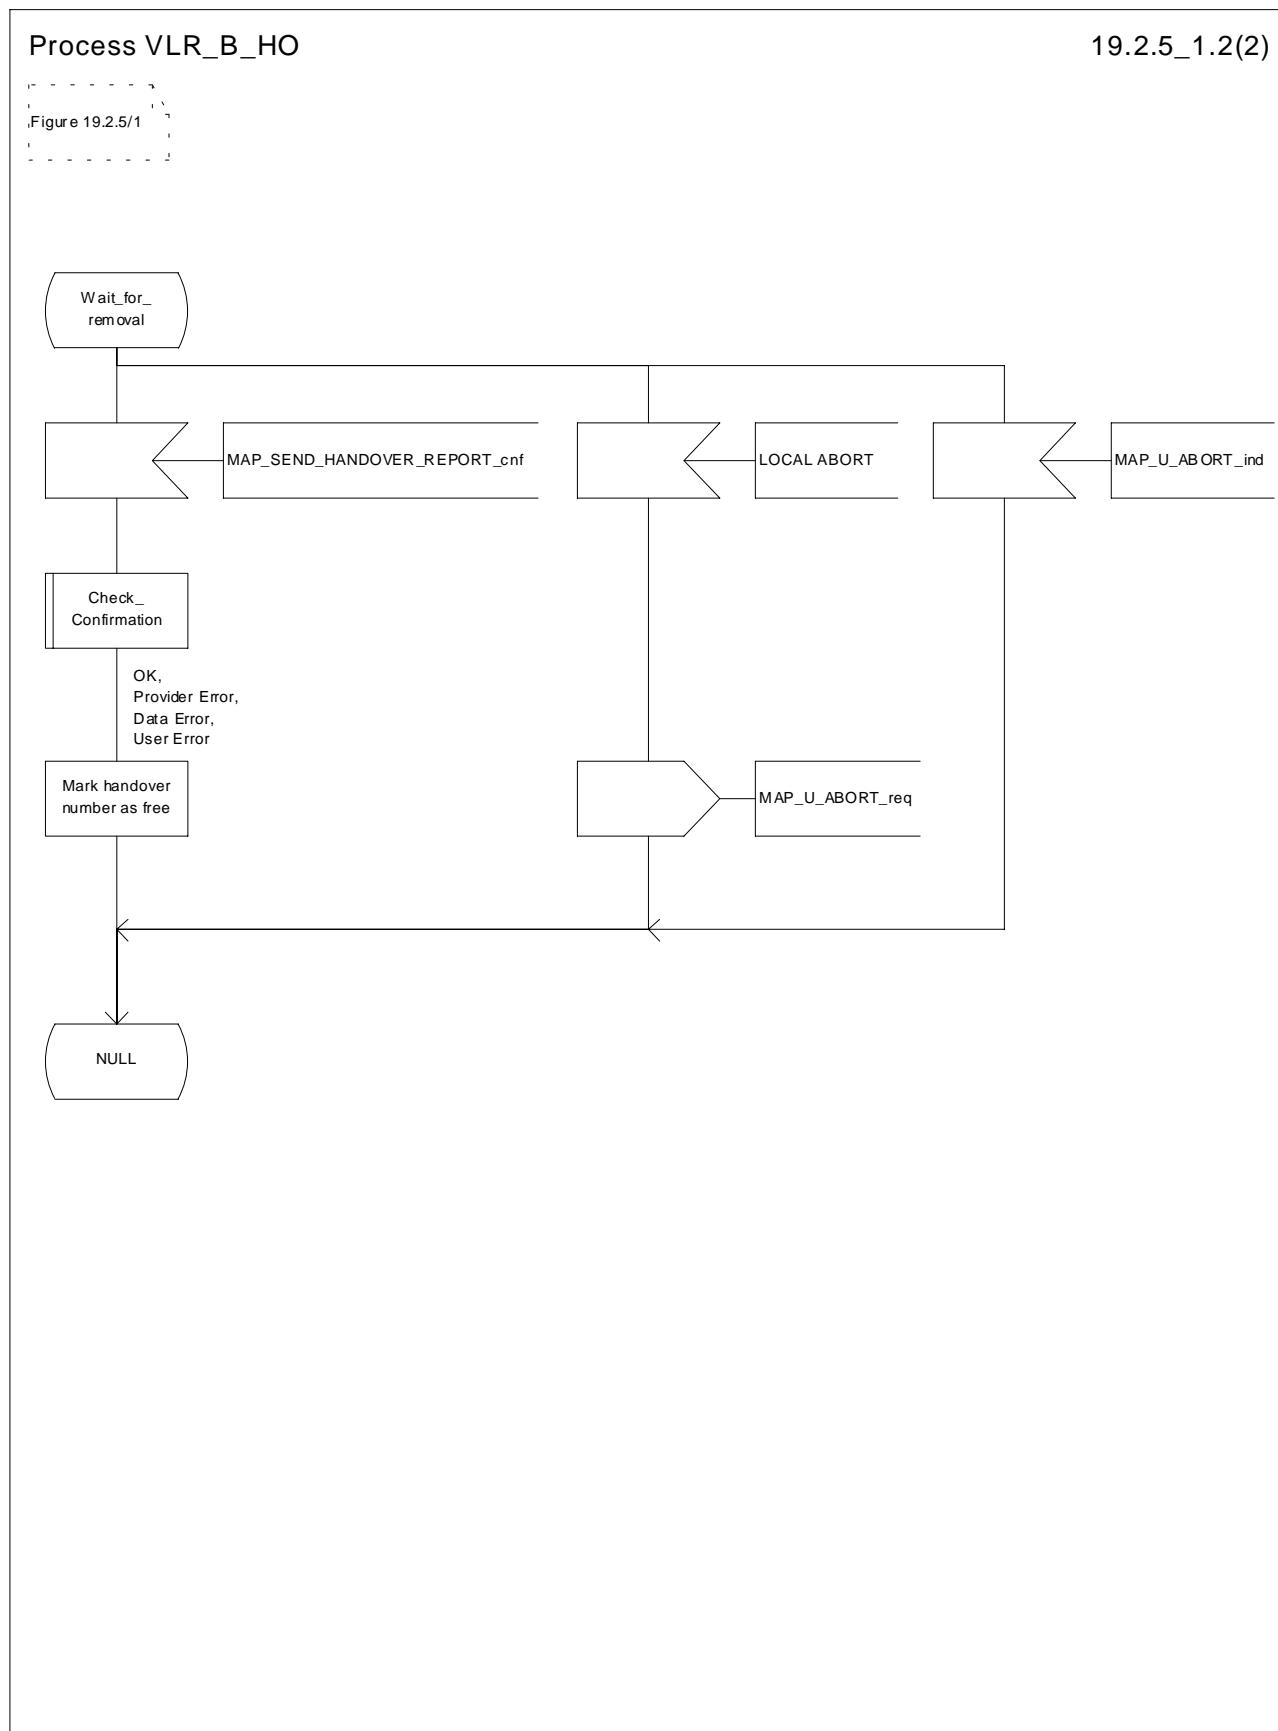 Process VLR_B_HO
19.2.5_1.2(2)
Figure 19.2.5/1
Wait_for_
removal
MAP_SEND_HANDOVER_REPORT_cnf
LOCAL ABORT
MAP_U_ABORT_ind
Check_
Confirmation
OK,
Provider Error,
Data Error,
User Error
Mark handover
number as free
MAP_U_ABORT_req
NULL